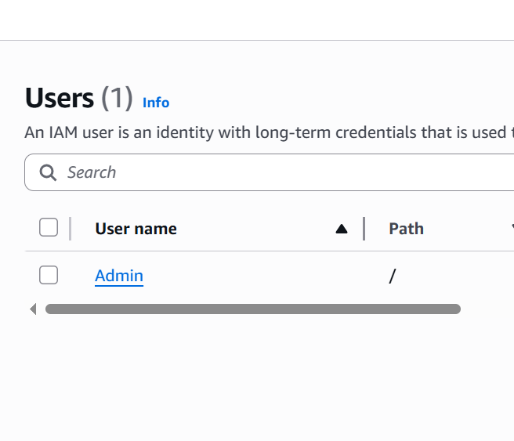 Users (1) Info
An IAM user is an identity with long-term credentials that is used
Search
User name Path
Admin /